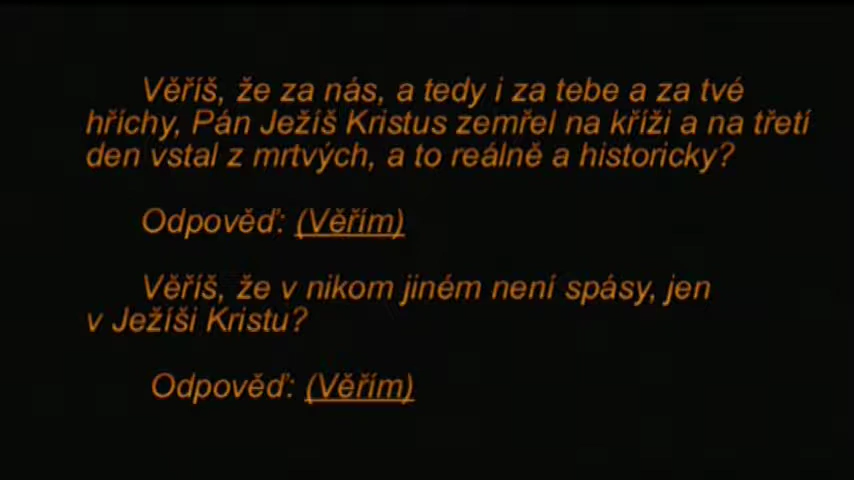 Věříš, že za nás, a tedy i za tebe a za tvé
hříchy, Pán Ježíš Kristus zemřel na kříži a na třetí
den vstal z mrtvých, a to reálně a historicky?
Odpověď: (Věřím)
Věříš, že v nikom jiném není spásy, jen
v Ježíši Kristu?
Odpověď: (Věřím)